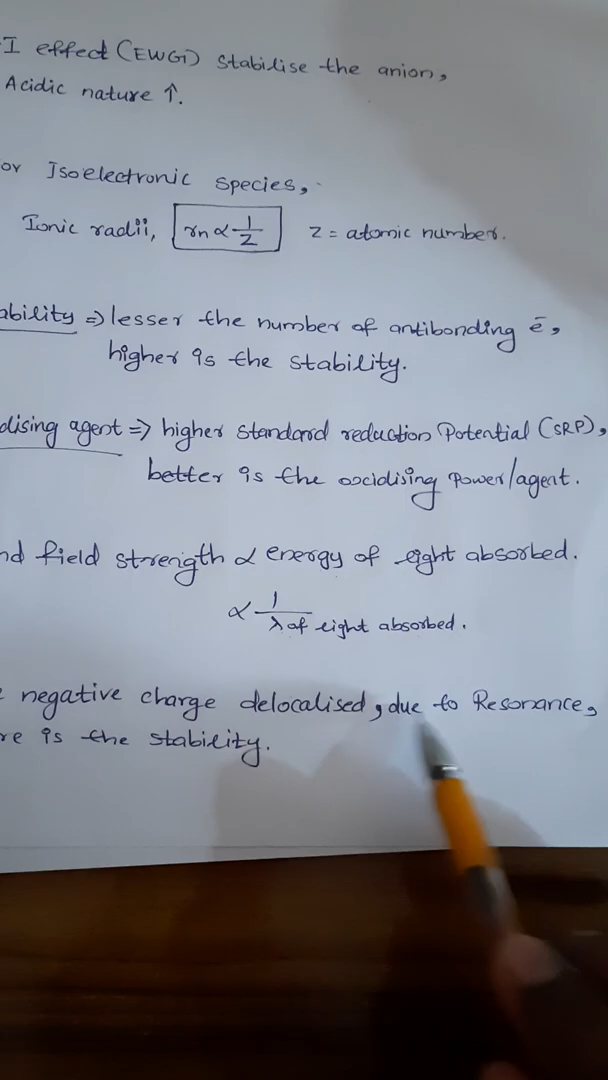 I effect (EWG) stabilise the anion,
Acidic nature ↑.
or Isoelectronic species,
Ionic radii, rn ∝ 1/Z Z = atomic number.
ability => lesser the number of antibonding ē,
higher is the stability.
dising agent => higher standard reduction Potential (SRP),
better is the oxidising power/agent.
nd field strength ∝ energy of light absorbed.
∝ 1/λ of light absorbed.
e negative charge delocalised, due to Resonance,
re is the stability.